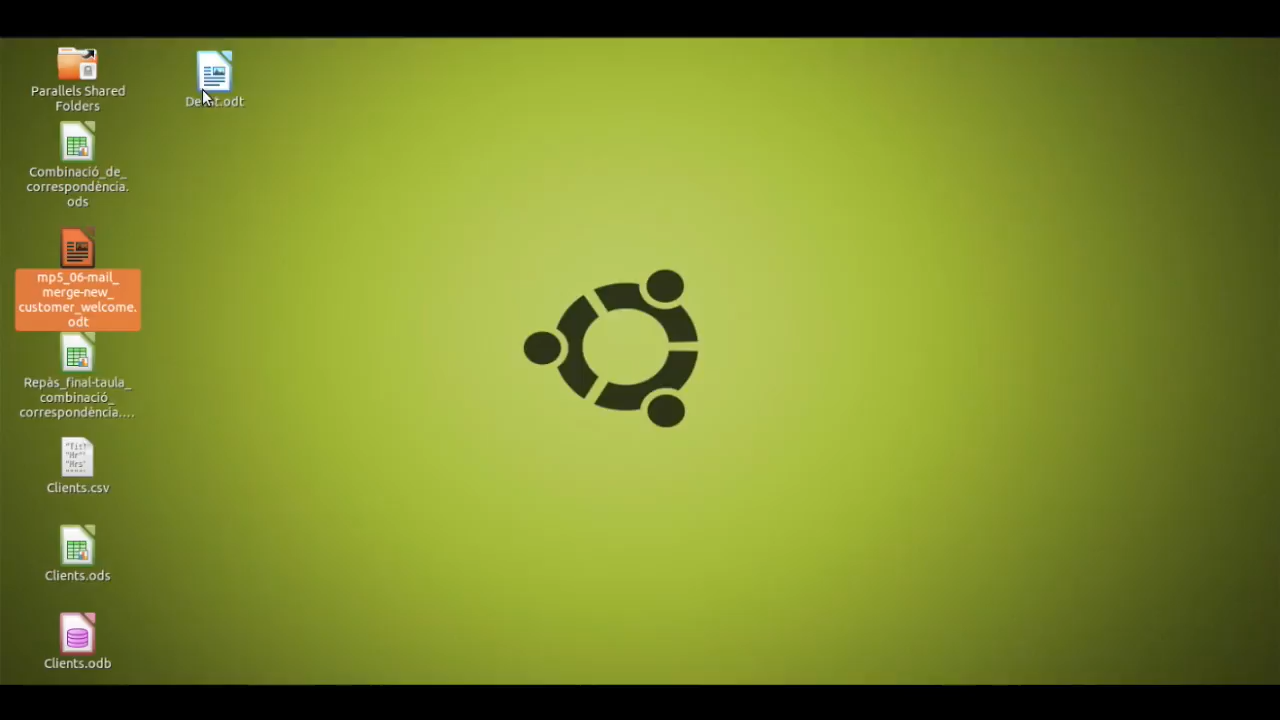 Parallels Shared
Folders
Combinació_de_
correspondència.
ods
mp5_06-mail_
merge-new_
customer_welcome.
odt
Repàs_final-taula_
combinació_
correspondència....
Clients.csv
Clients.ods
Clients.odb